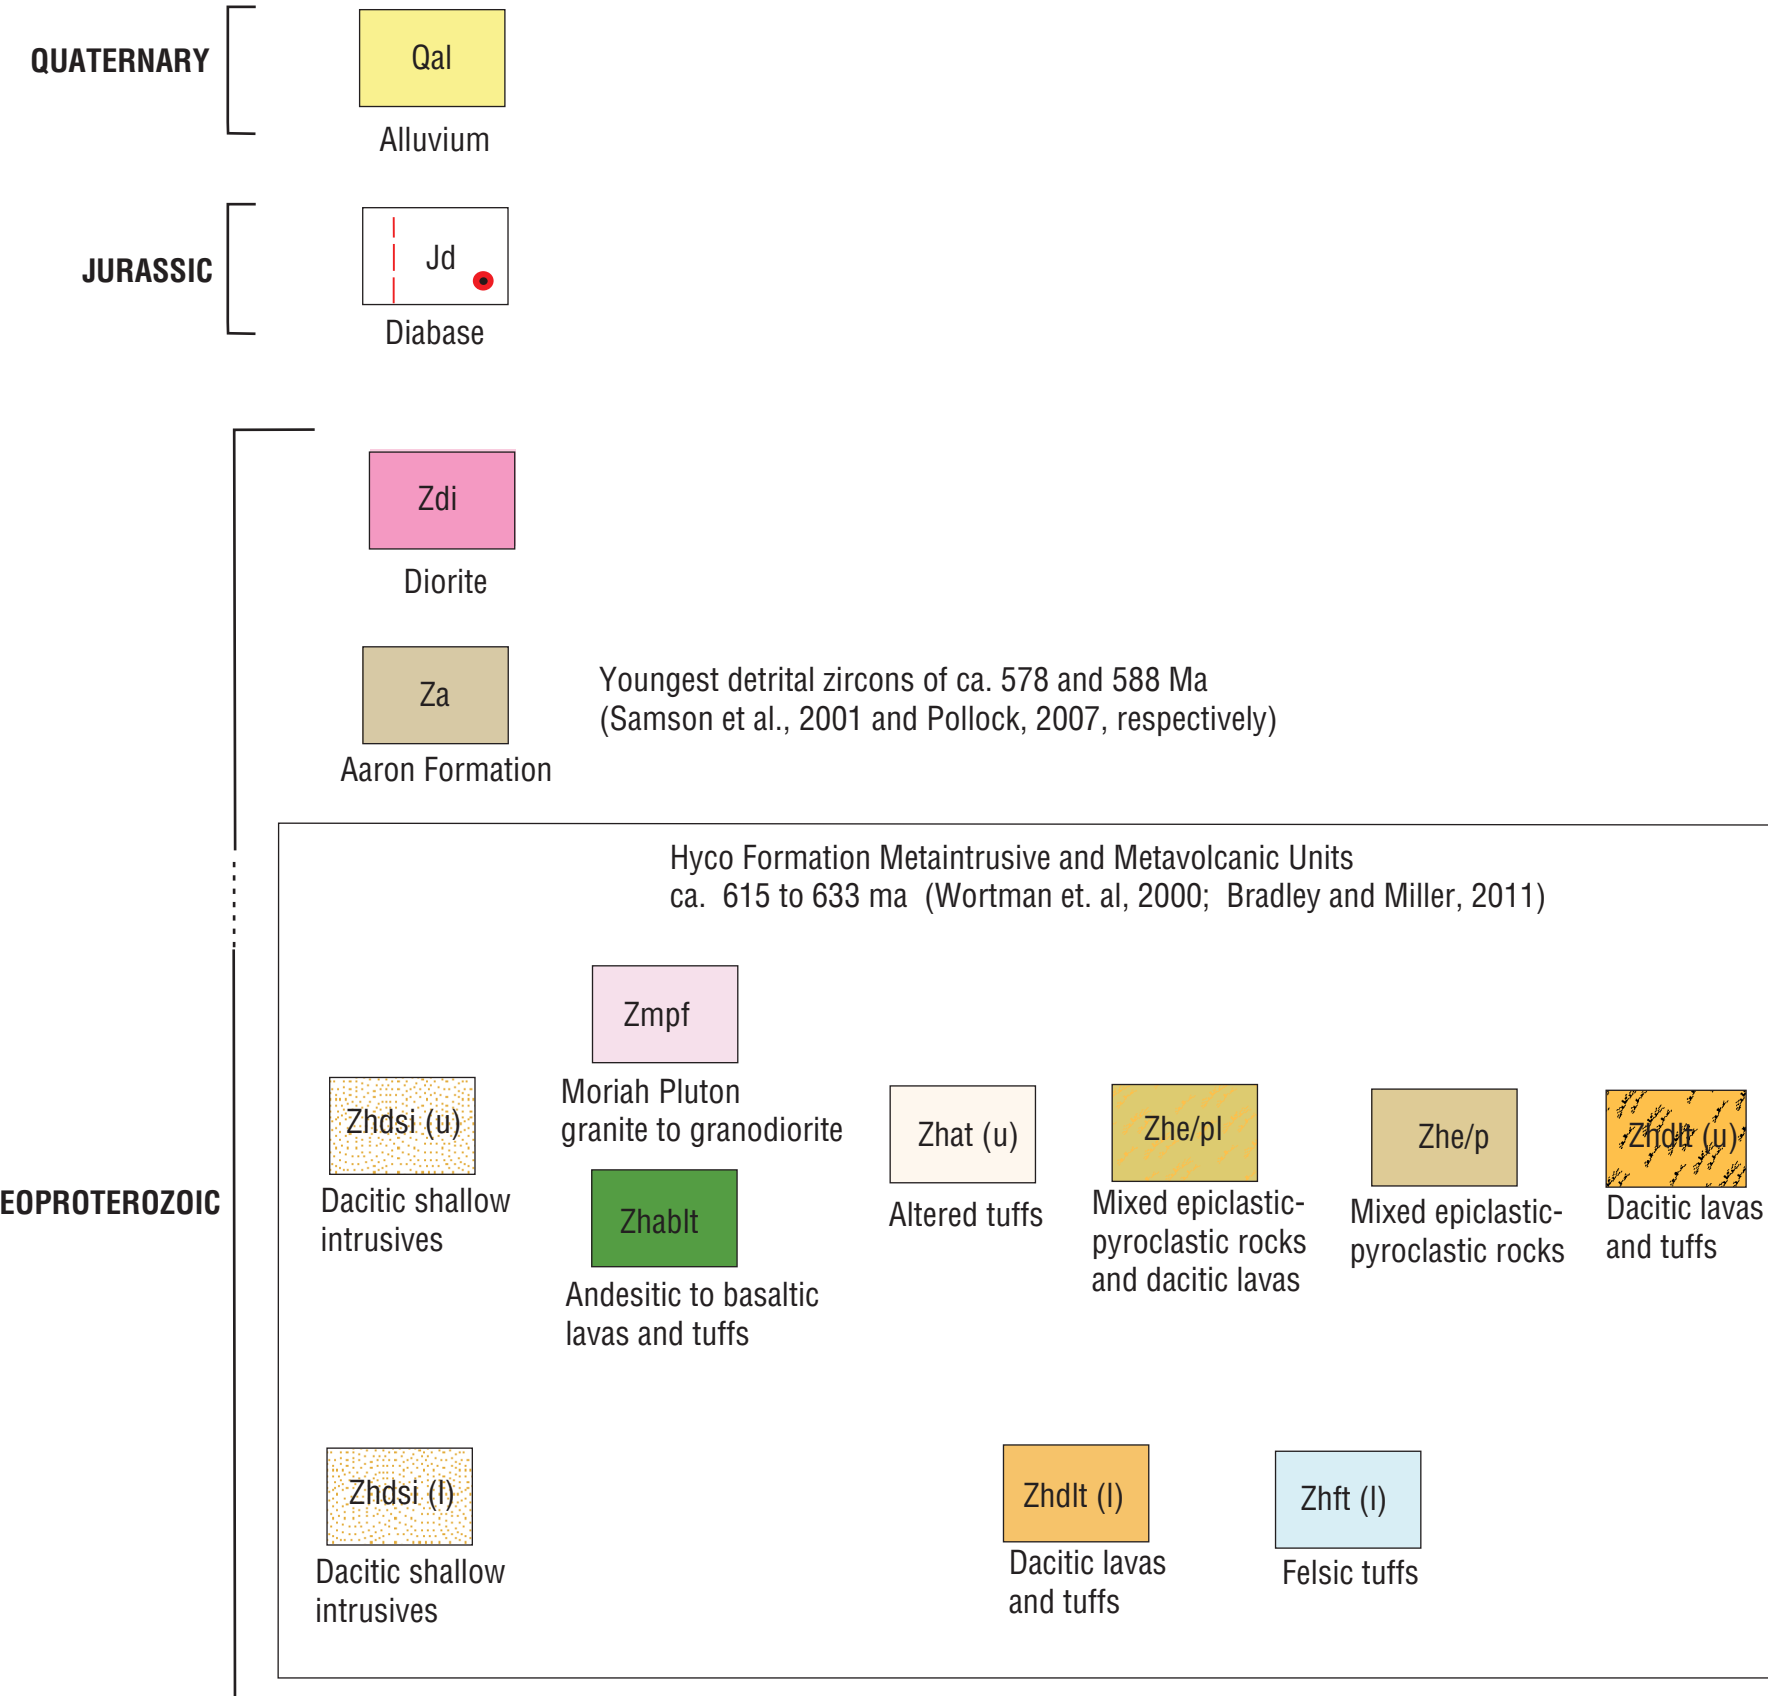 QUATERNARY
Qal
Alluvium
JURASSIC
Jd
Diabase
Zdi
Diorite
Za
Aaron Formation
Youngest detrital zircons of ca. 578 and 588 Ma
(Samson et al., 2001 and Pollock, 2007, respectively)
Hyco Formation Metaintrusive and Metavolcanic Units
ca. 615 to 633 ma (Wortman et. al, 2000; Bradley and Miller, 2011)
EOPROTEROZOIC
Zhdsi (u)
Dacitic shallow
intrusives
Zmpf
Moriah Pluton
granite to granodiorite
Zhablt
Andesitic to basaltic
lavas and tuffs
Zhat (u)
Altered tuffs
Zhe/pl
Mixed epiclastic-
pyroclastic rocks
and dacitic lavas
Zhe/p
Mixed epiclastic-
pyroclastic rocks
Zhdlt (u)
Dacitic lavas
and tuffs
Zhdsi (l)
Dacitic shallow
intrusives
Zhdlt (l)
Dacitic lavas
and tuffs
Zhft (l)
Felsic tuffs